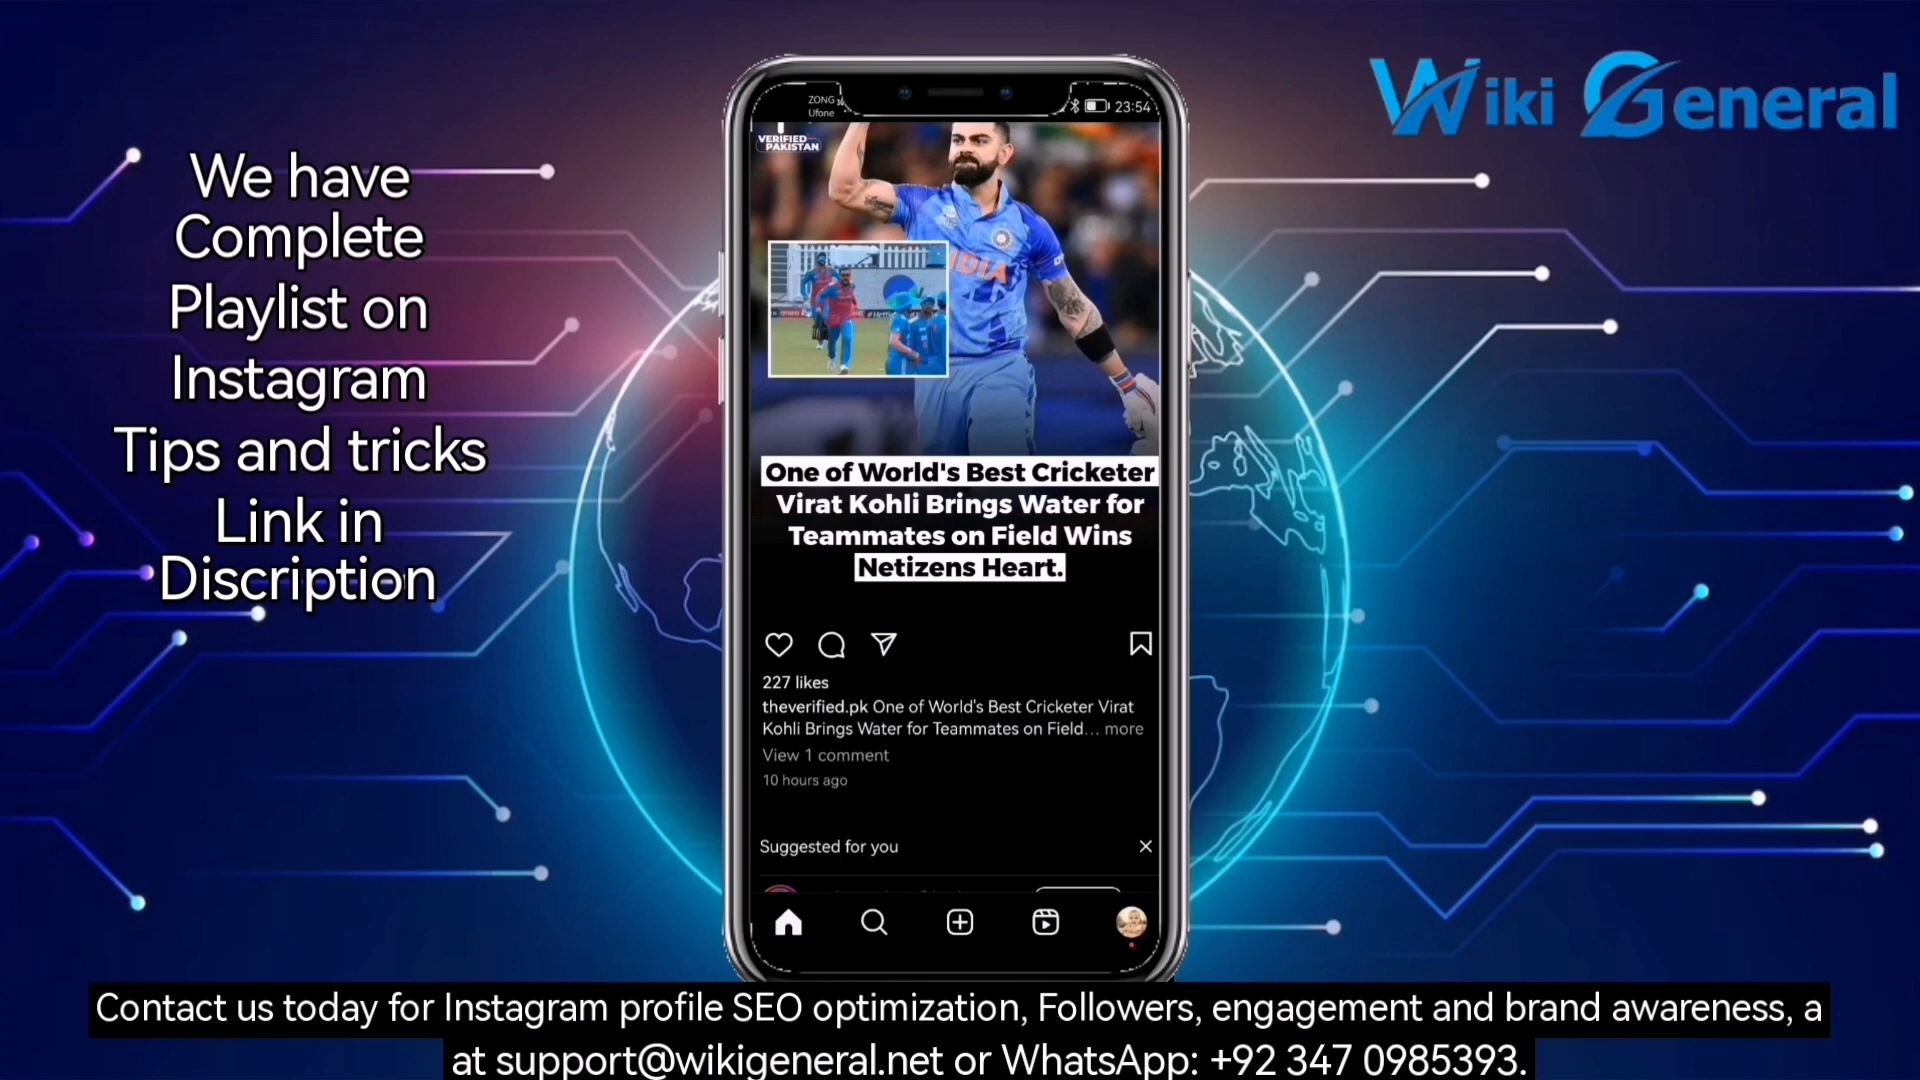 Wiki General
We have
Complete
Playlist on
Instagram
Tips and tricks
Link in
Discription
ZONG
Ufone
23:54
VERIFIED
PAKISTAN
INDIA
One of World's Best Cricketer
Virat Kohli Brings Water for
Teammates on Field Wins
Netizens Heart.
227 likes
theverified.pk One of World's Best Cricketer Virat
Kohli Brings Water for Teammates on Field... more
View 1 comment
10 hours ago
Suggested for you
Contact us today for Instagram profile SEO optimization, Followers, engagement and brand awareness, a
at support@wikigeneral.net or WhatsApp: +92 347 0985393.